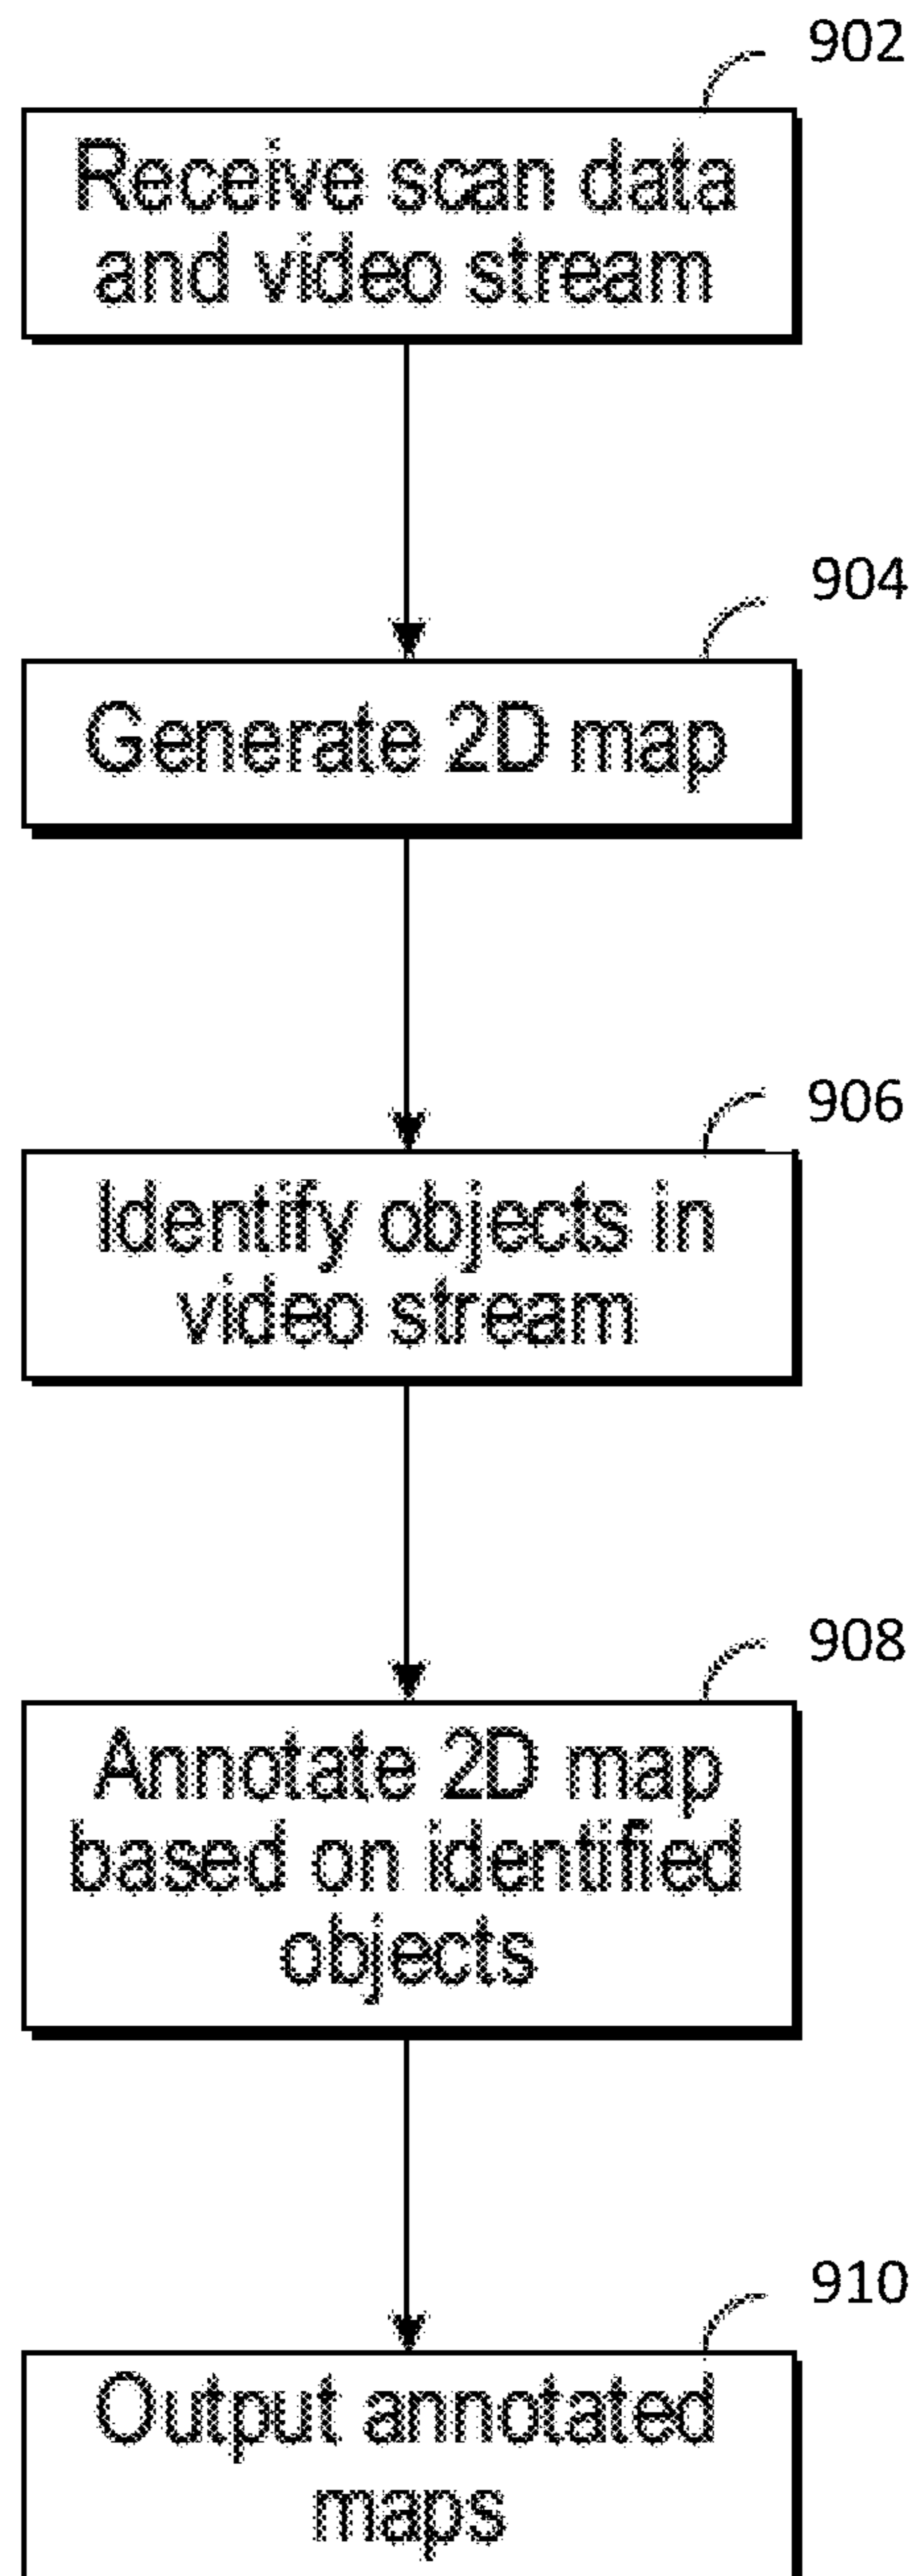 902
Receive scan data
and video stream
904
Generate 2D map
906
Identify objects in
video stream
908
Annotate 2D map
based on identified
objects
910
Output annotated
maps